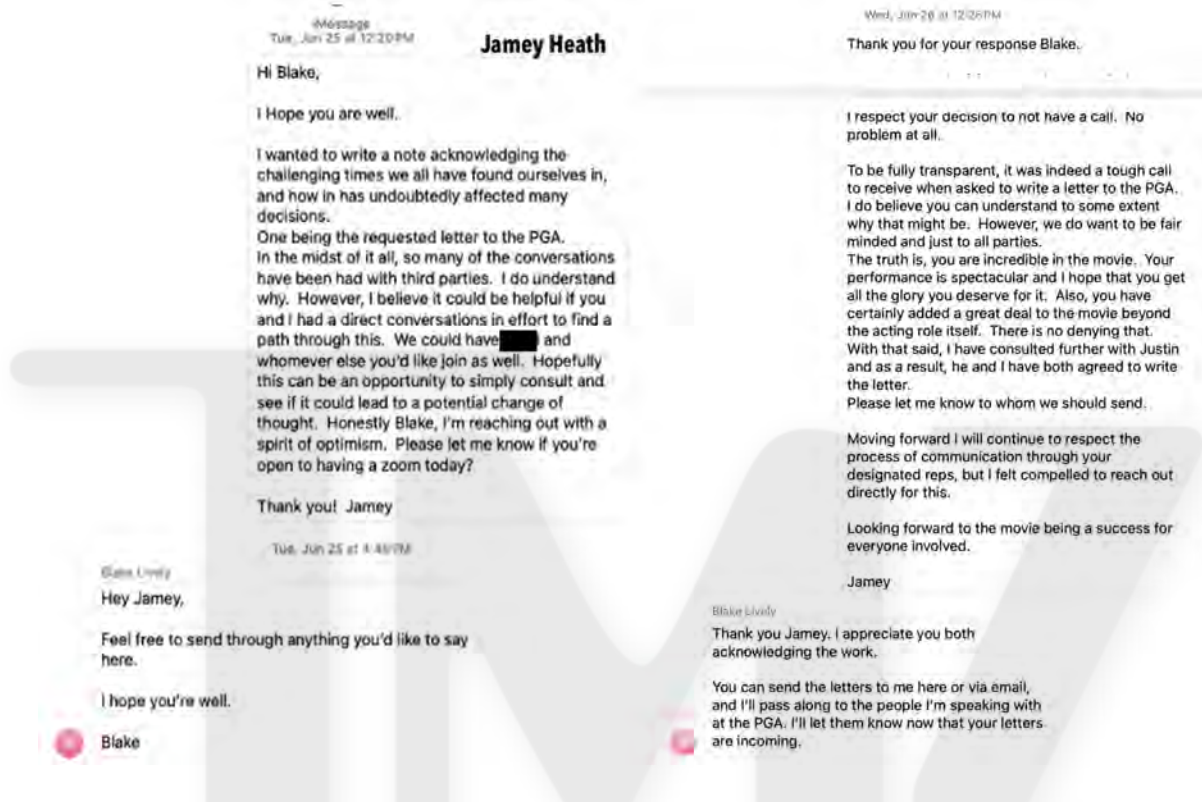 iMessage
Tue, Jun 25 at 12:20 PM
Jamey Heath
Hi Blake,
I Hope you are well.
I wanted to write a note acknowledging the
challenging times we all have found ourselves in,
and how in has undoubtedly affected many
decisions.
One being the requested letter to the PGA.
In the midst of it all, so many of the conversations
have been had with third parties. I do understand
why. However, I believe it could be helpful if you
and I had a direct conversations in effort to find a
path through this. We could have and
whomever else you'd like join as well. Hopefully
this can be an opportunity to simply consult and
see if it could lead to a potential change of
thought. Honestly Blake, I'm reaching out with a
spirit of optimism. Please let me know if you're
open to having a zoom today?
Thank you! Jamey
Tue, Jun 25 at
Blake Lively
Hey Jamey,
Feel free to send through anything you'd like to say
here.
I hope you're well.
Blake
Wed, Jun 26 at 12:26 PM
Thank you for your response Blake.
I respect your decision to not have a call. No
problem at all.
To be fully transparent, it was indeed a tough call
to receive when asked to write a letter to the PGA.
I do believe you can understand to some extent
why that might be. However, we do want to be fair
minded and just to all parties.
The truth is, you are incredible in the movie. Your
performance is spectacular and I hope that you get
all the glory you deserve for it. Also, you have
certainly added a great deal to the movie beyond
the acting role itself. There is no denying that.
With that said, I have consulted further with Justin
and as a result, he and I have both agreed to write
the letter.
Please let me know to whom we should send.
Moving forward I will continue to respect the
process of communication through your
designated reps, but I felt compelled to reach out
directly for this.
Looking forward to the movie being a success for
everyone involved.
Jamey
Blake Lively
Thank you Jamey. I appreciate you both
acknowledging the work.
You can send the letters to me here or via email,
and I'll pass along to the people I'm speaking with
at the PGA. I'll let them know now that your letters
are incoming.